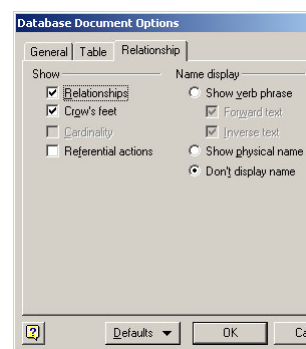 Database Document Options
General Table Relationship
Show
Relationships
Crow's feet
Cardinality
Referential actions
Name display
Show verb phrase
Forward text
Inverse text
Show physical name
Don't display name
Defaults
OK
Ca